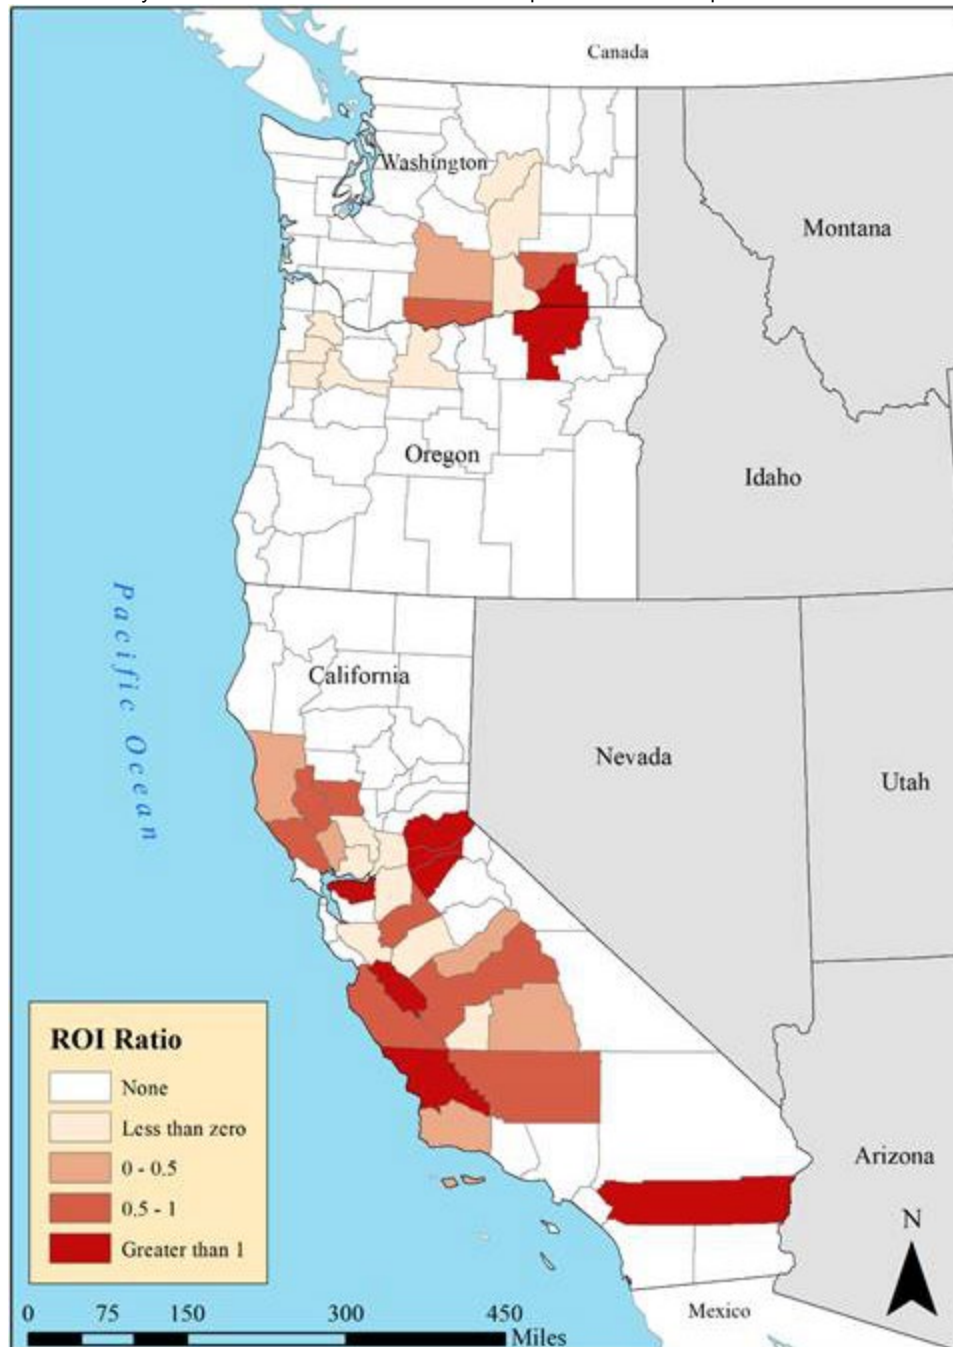 Canada
Washington
Montana
Oregon
Idaho
Pacific Ocean
California
Nevada
Utah
ROI Ratio
None
Less than zero
0 - 0.5
0.5 - 1
Greater than 1
Arizona
N
Mexico
0 75 150 300 450
Miles